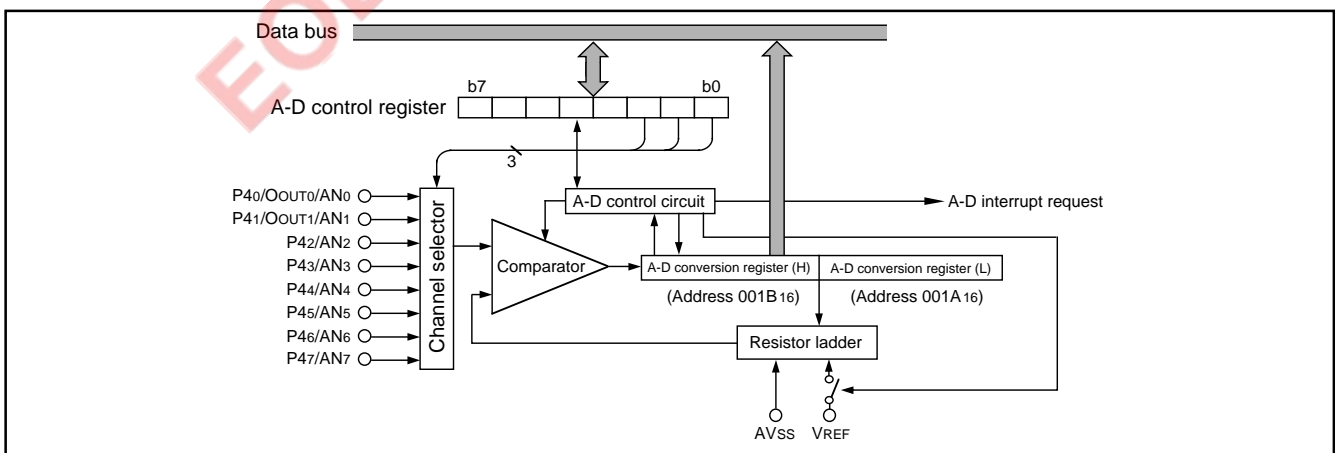 Data bus
b7 b0
A-D control register
3
P40/OOUT0/AN0
P41/OOUT1/AN1
P42/AN2
P43/AN3
P44/AN4
P45/AN5
P46/AN6
P47/AN7
Channel selector
A-D control circuit
A-D interrupt request
Comparator
A-D conversion register (H)
A-D conversion register (L)
(Address 001B16)
(Address 001A16)
Resistor ladder
AVSS
VREF